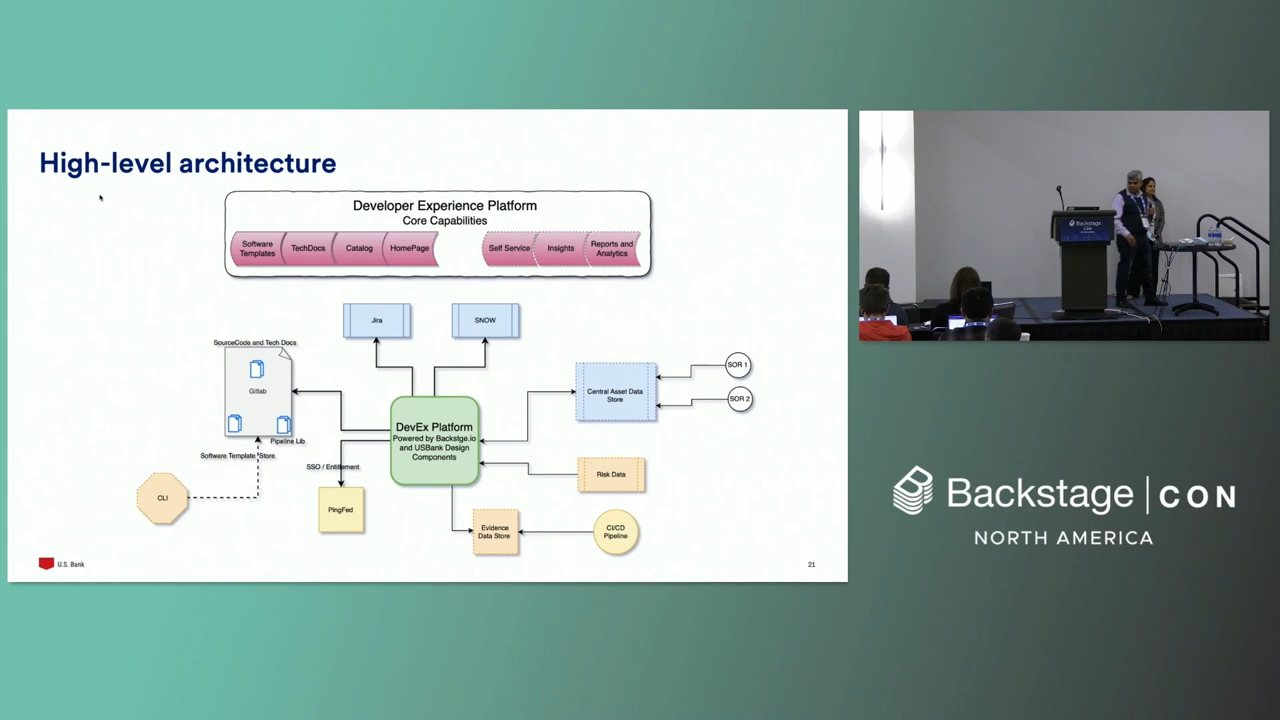 High-level architecture
Developer Experience Platform
Core Capabilities
Software
Templates
TechDocs
Catalog
HomePage
Self Service
Insights
Reports and
Analytics
Jira
SNOW
SourceCode and Tech Docs
Gitlab
Pipeline Lib
Software Template Store
CLI
SSO / Entitlement
PingFed
DevEx Platform
Powered by Backstge.io
and USBank Design
Components
Central Asset Data
Store
SOR 1
SOR 2
Risk Data
Evidence
Data Store
CI/CD
Pipeline
U.S. Bank
21
Backstage
CON
Backstage | CON
NORTH AMERICA